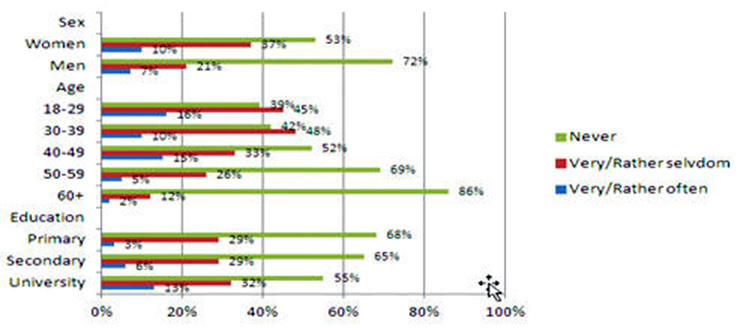 Sex
Women 53% 37% 10%
Men 72% 21% 7%
Age
18-29 39% 45% 16%
30-39 42% 48% 10%
40-49 52% 33% 15%
50-59 69% 26% 5%
60+ 86% 12% 2%
Education
Primary 68% 29% 3%
Secondary 65% 29% 6%
University 55% 32% 13%
0% 20% 40% 60% 80% 100%
Never
Very/Rather selvdom
Very/Rather often